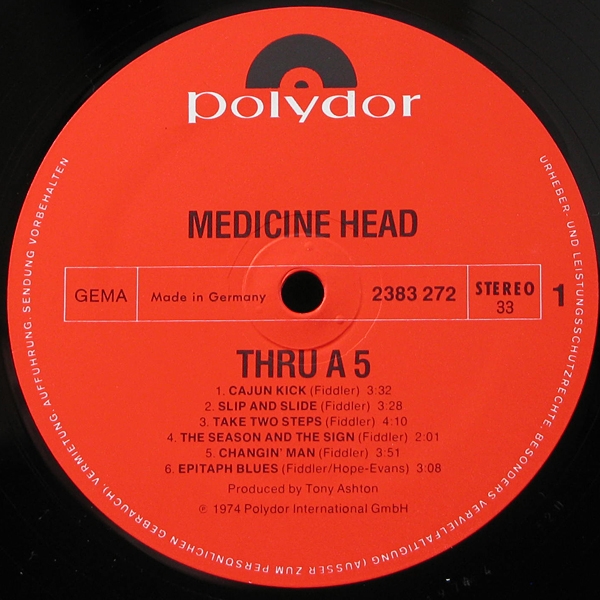 polydor
MEDICINE HEAD
GEMA
Made in Germany
2383 272
STEREO
33
1
THRU A 5
1. CAJUN KICK (Fiddler) 3:32
2. SLIP AND SLIDE (Fiddler) 3:28
3. TAKE TWO STEPS (Fiddler) 4:10
4. THE SEASON AND THE SIGN (Fiddler) 2:01
5. CHANGIN' MAN (Fiddler) 3:51
6. EPITAPH BLUES (Fiddler/Hope-Evans) 3:08
Produced by Tony Ashton
℗ 1974 Polydor International GmbH
URHEBER- UND LEISTUNGSSCHUTZRECHTE, BESONDERS VERVIELFÄLTIGUNG (AUSSER ZUM PERSÖNLICHEN GEBRAUCH), VERMIETUNG, AUFFÜHRUNG, SENDUNG VORBEHALTEN